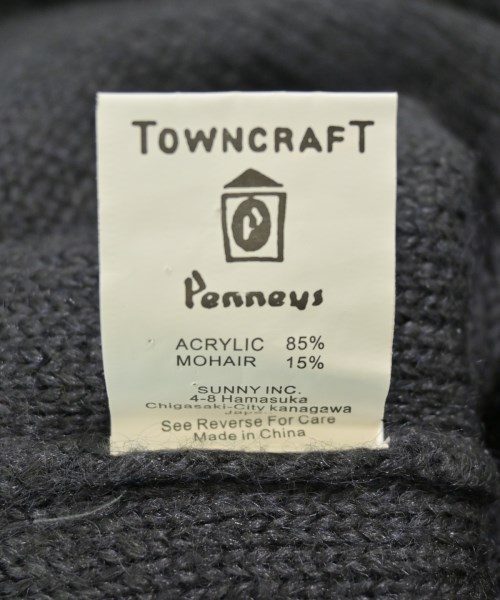 TOWNCRAFT
Penneys
ACRYLIC 85%
MOHAIR 15%
SUNNY INC.
4-8 Hamasuka
Chigasaki-City kanagawa
Japan
See Reverse For Care
Made in China